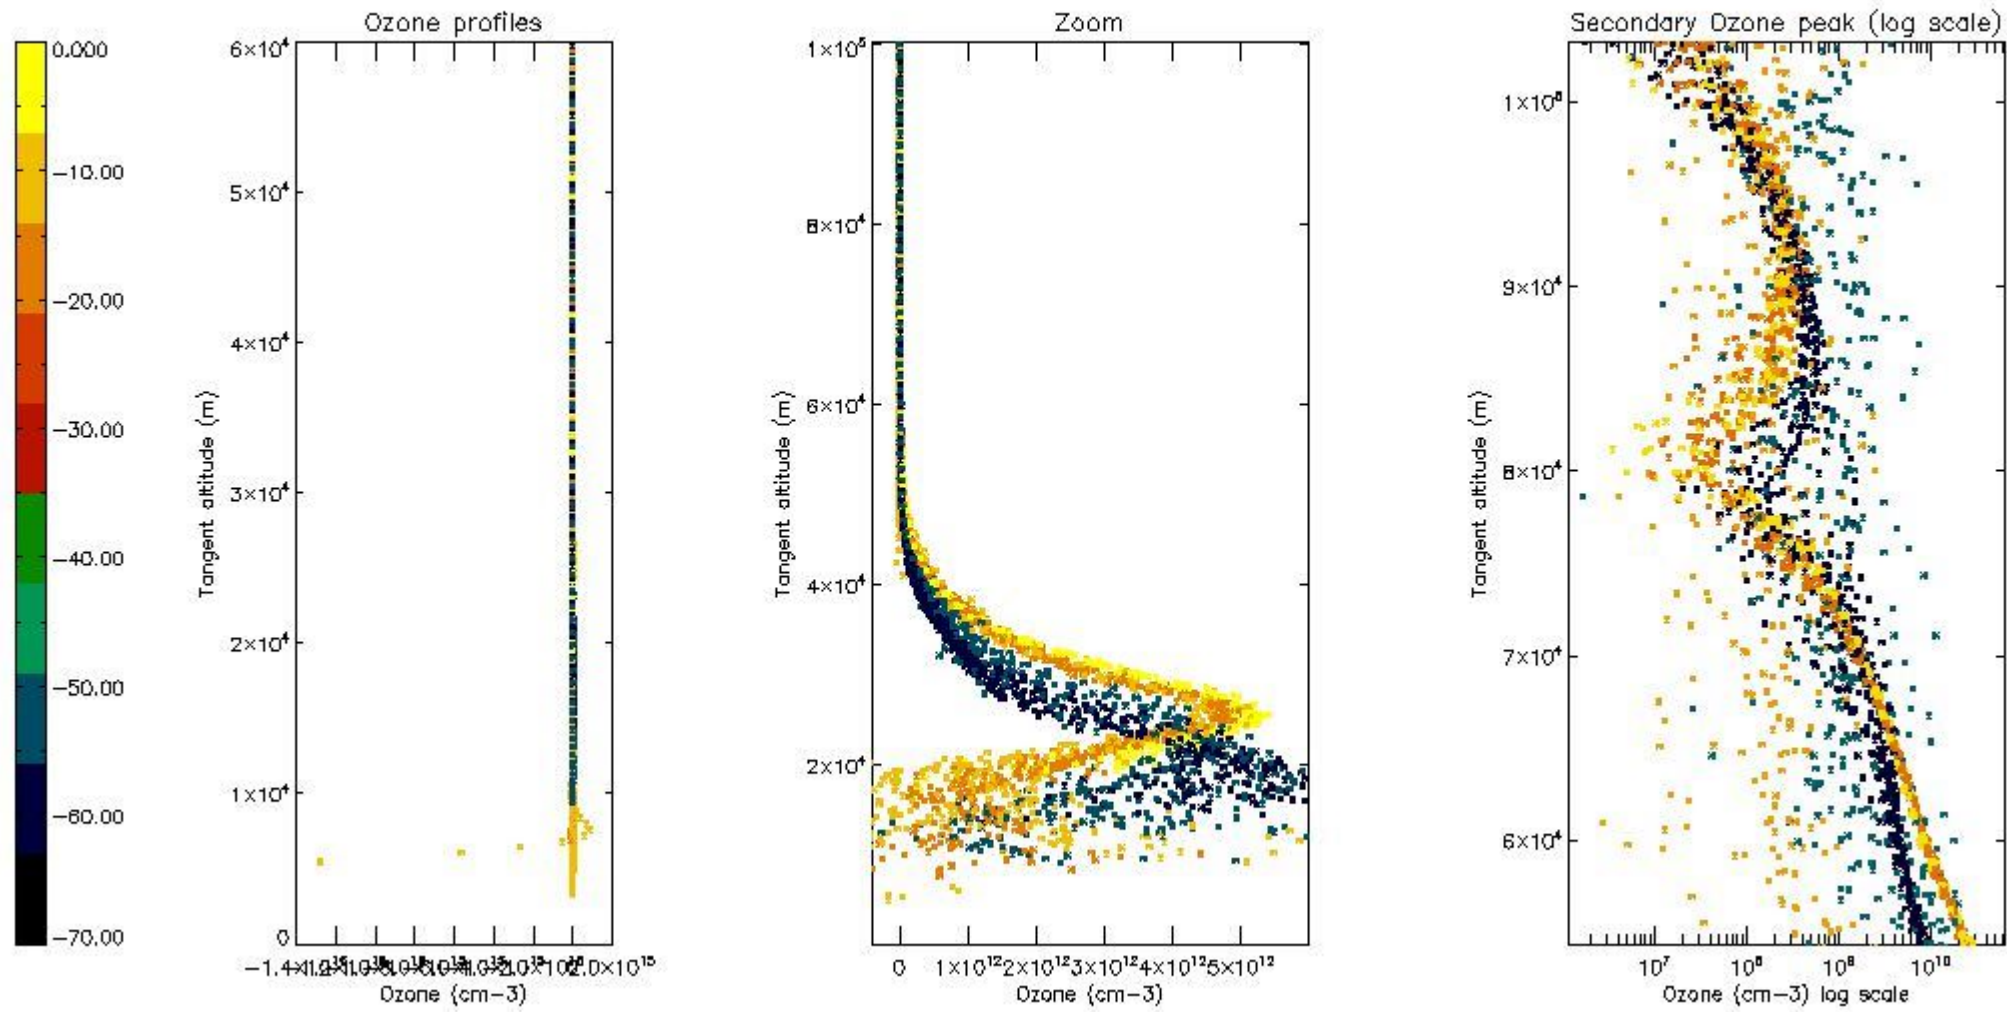 Ozone profiles
Zoom
Secondary Ozone peak (log scale)
0.000
-10.00
-20.00
-30.00
-40.00
-50.00
-60.00
-70.00
6×10⁴
5×10⁴
4×10⁴
3×10⁴
2×10⁴
1×10⁴
0
Tangent altitude (m)
2.0×10¹⁵
Ozone (cm-3)
1×10⁵
8×10⁴
6×10⁴
4×10⁴
2×10⁴
Tangent altitude (m)
0 1×10¹² 2×10¹² 3×10¹² 4×10¹² 5×10¹²
Ozone (cm-3)
1×10⁵
9×10⁴
8×10⁴
7×10⁴
6×10⁴
Tangent altitude (m)
10⁷ 10⁸ 10⁹ 10¹⁰
Ozone (cm-3) log scale